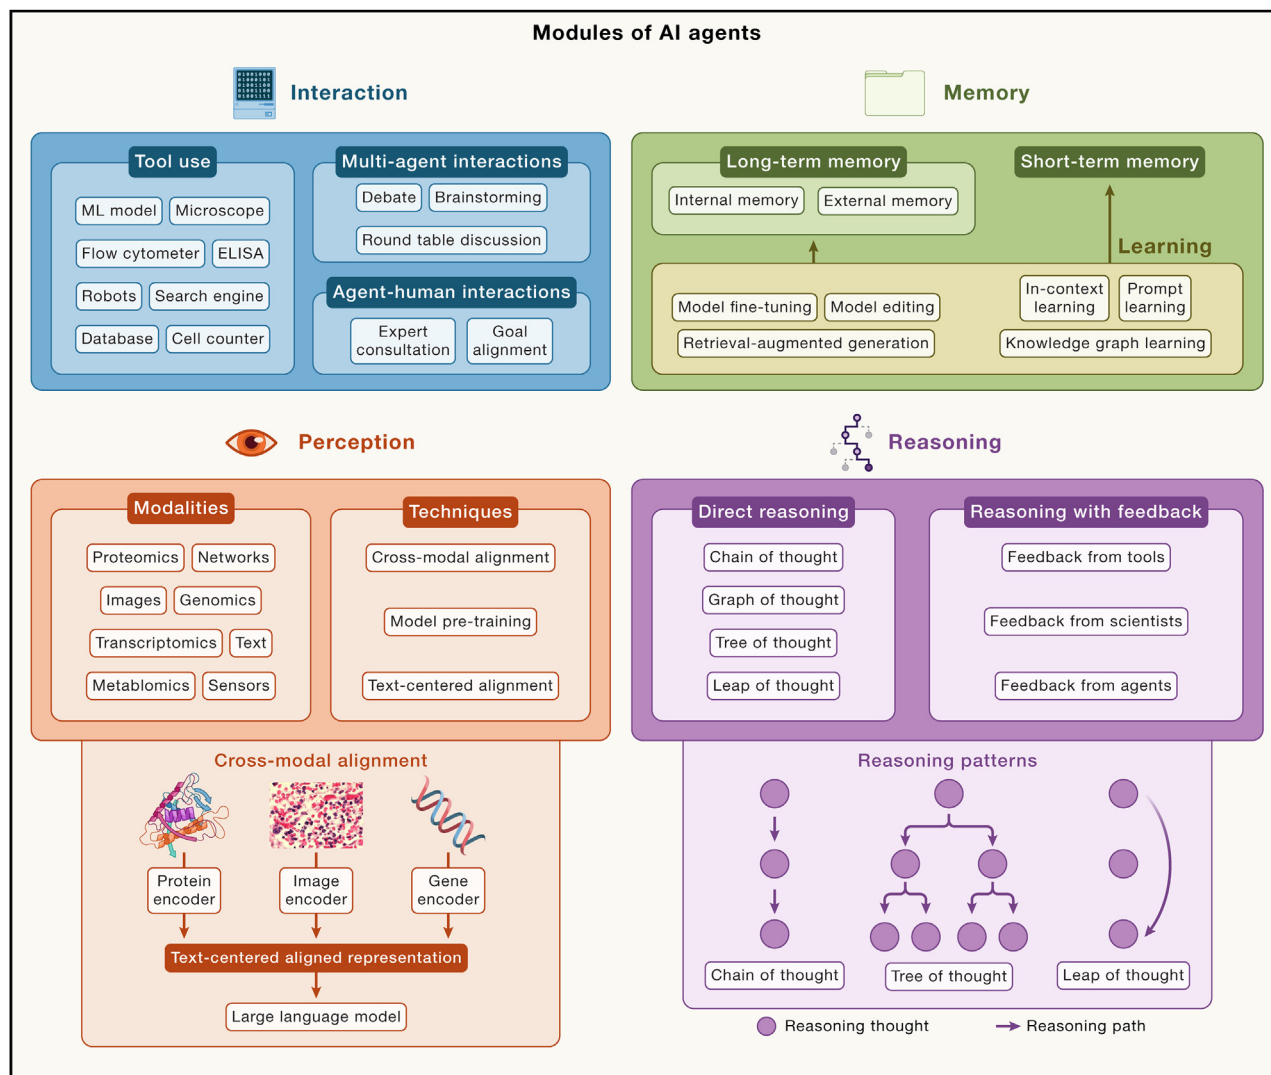 Modules of AI agents
Interaction
Tool use
ML model
Microscope
Flow cytometer
ELISA
Robots
Search engine
Database
Cell counter
Multi-agent interactions
Debate
Brainstorming
Round table discussion
Agent-human interactions
Expert
consultation
Goal
alignment
Memory
Long-term memory
Internal memory
External memory
Short-term memory
Learning
Model fine-tuning
Model editing
Retrieval-augmented generation
In-context
learning
Prompt
learning
Knowledge graph learning
Perception
Modalities
Proteomics
Networks
Images
Genomics
Transcriptomics
Text
Metablomics
Sensors
Techniques
Cross-modal alignment
Model pre-training
Text-centered alignment
Cross-modal alignment
Protein
encoder
Image
encoder
Gene
encoder
Text-centered aligned representation
Large language model
Reasoning
Direct reasoning
Chain of thought
Graph of thought
Tree of thought
Leap of thought
Reasoning with feedback
Feedback from tools
Feedback from scientists
Feedback from agents
Reasoning patterns
Chain of thought
Tree of thought
Leap of thought
Reasoning thought
Reasoning path